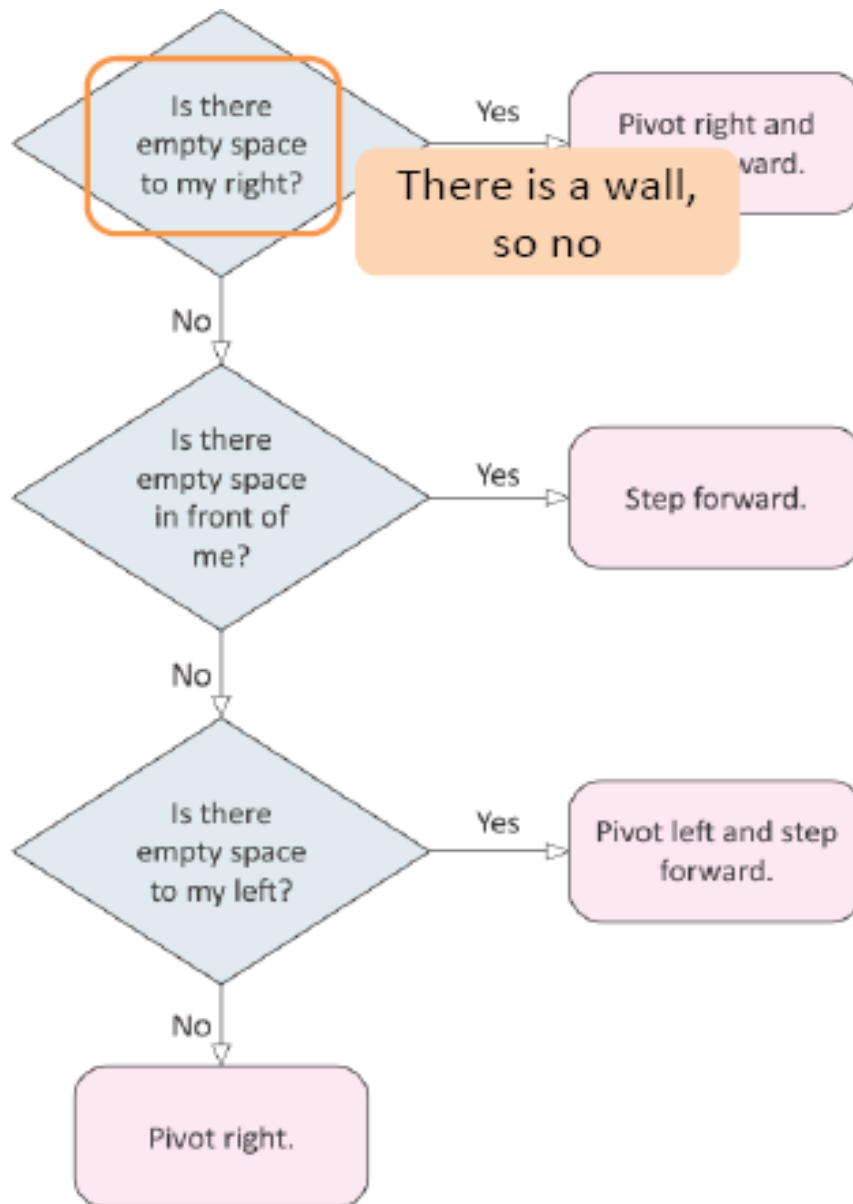 Is there
empty space
to my right?
Yes
Pivot right and
ward.
There is a wall,
so no
No
Is there
empty space
in front of
me?
Yes
Step forward.
No
Is there
empty space
to my left?
Yes
Pivot left and step
forward.
No
Pivot right.